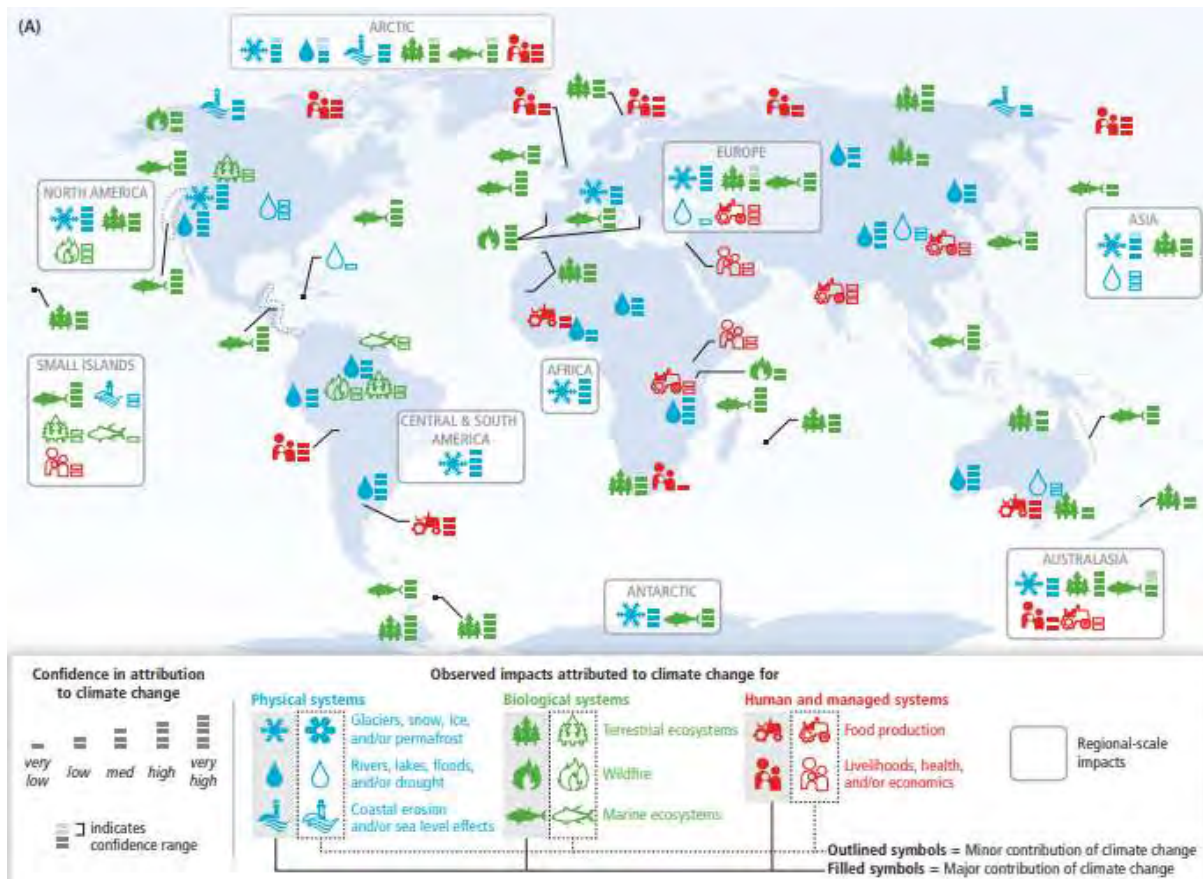 (A)
ARCTIC
NORTH AMERICA
EUROPE
ASIA
SMALL ISLANDS
AFRICA
CENTRAL & SOUTH
AMERICA
ANTARCTIC
AUSTRALASIA
Confidence in attribution
to climate change
very
low
low
med
high
very
high
indicates
confidence range
Observed impacts attributed to climate change for
Physical systems
Glaciers, snow, ice,
and/or permafrost
Rivers, lakes, floods,
and/or drought
Coastal erosion
and/or sea level effects
Biological systems
Terrestrial ecosystems
Wildfire
Marine ecosystems
Human and managed systems
Food production
Livelihoods, health,
and/or economics
Regional-scale
impacts
Outlined symbols = Minor contribution of climate change
Filled symbols = Major contribution of climate change